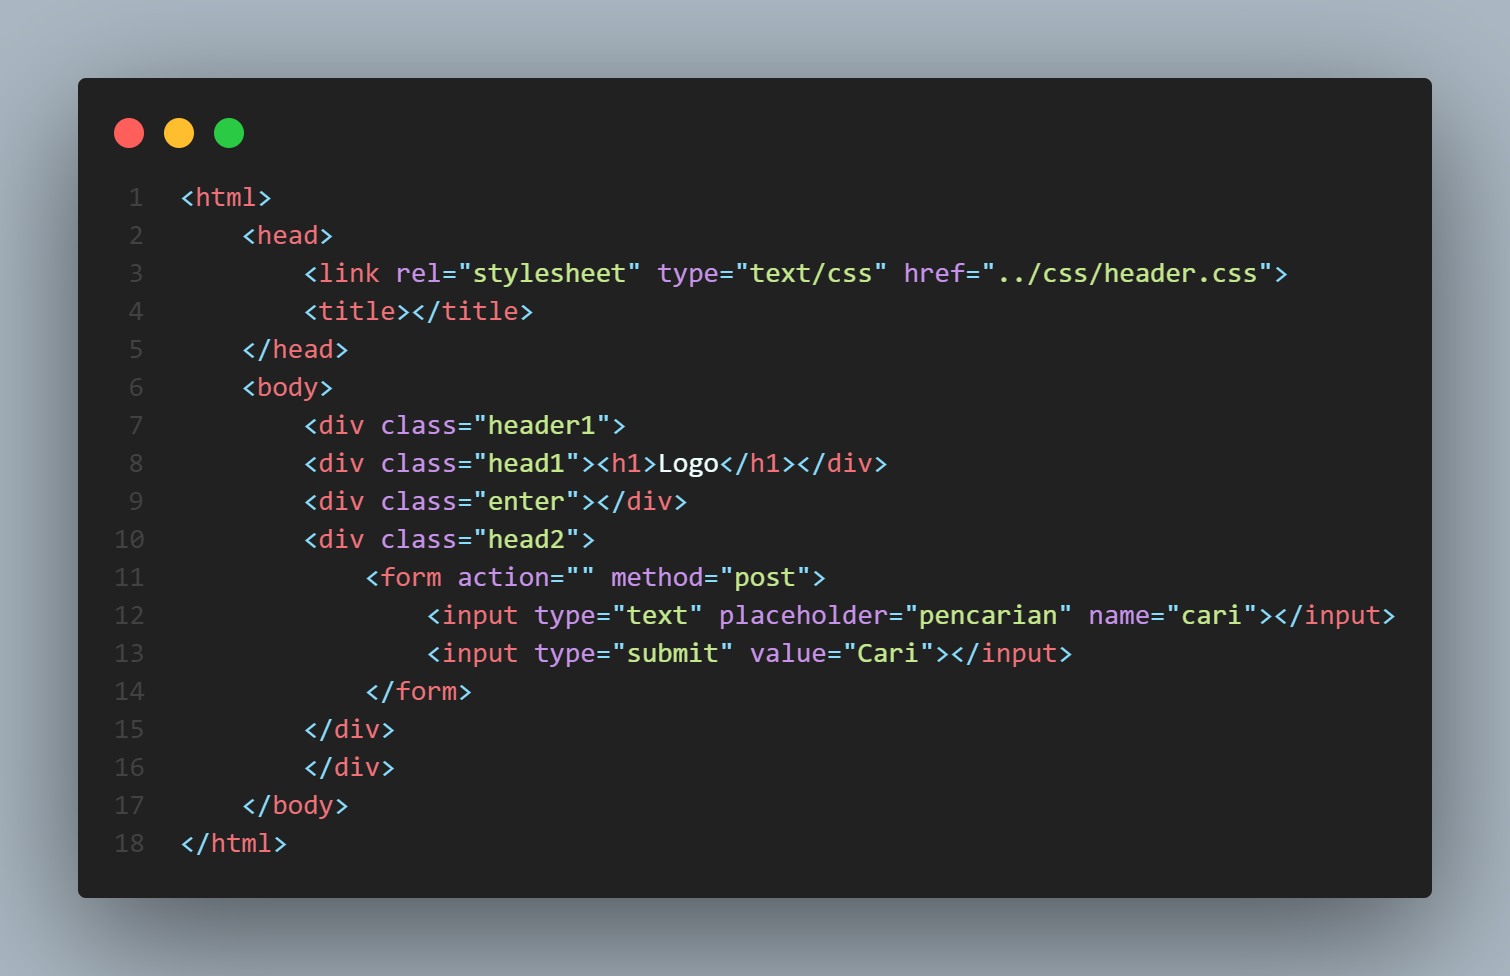 1 <html>
2     <head>
3         <link rel="stylesheet" type="text/css" href="../css/header.css">
4         <title></title>
5     </head>
6     <body>
7         <div class="header1">
8         <div class="head1"><h1>Logo</h1></div>
9         <div class="enter"></div>
10         <div class="head2">
11             <form action="" method="post">
12                 <input type="text" placeholder="pencarian" name="cari"></input>
13                 <input type="submit" value="Cari"></input>
14             </form>
15         </div>
16         </div>
17     </body>
18 </html>